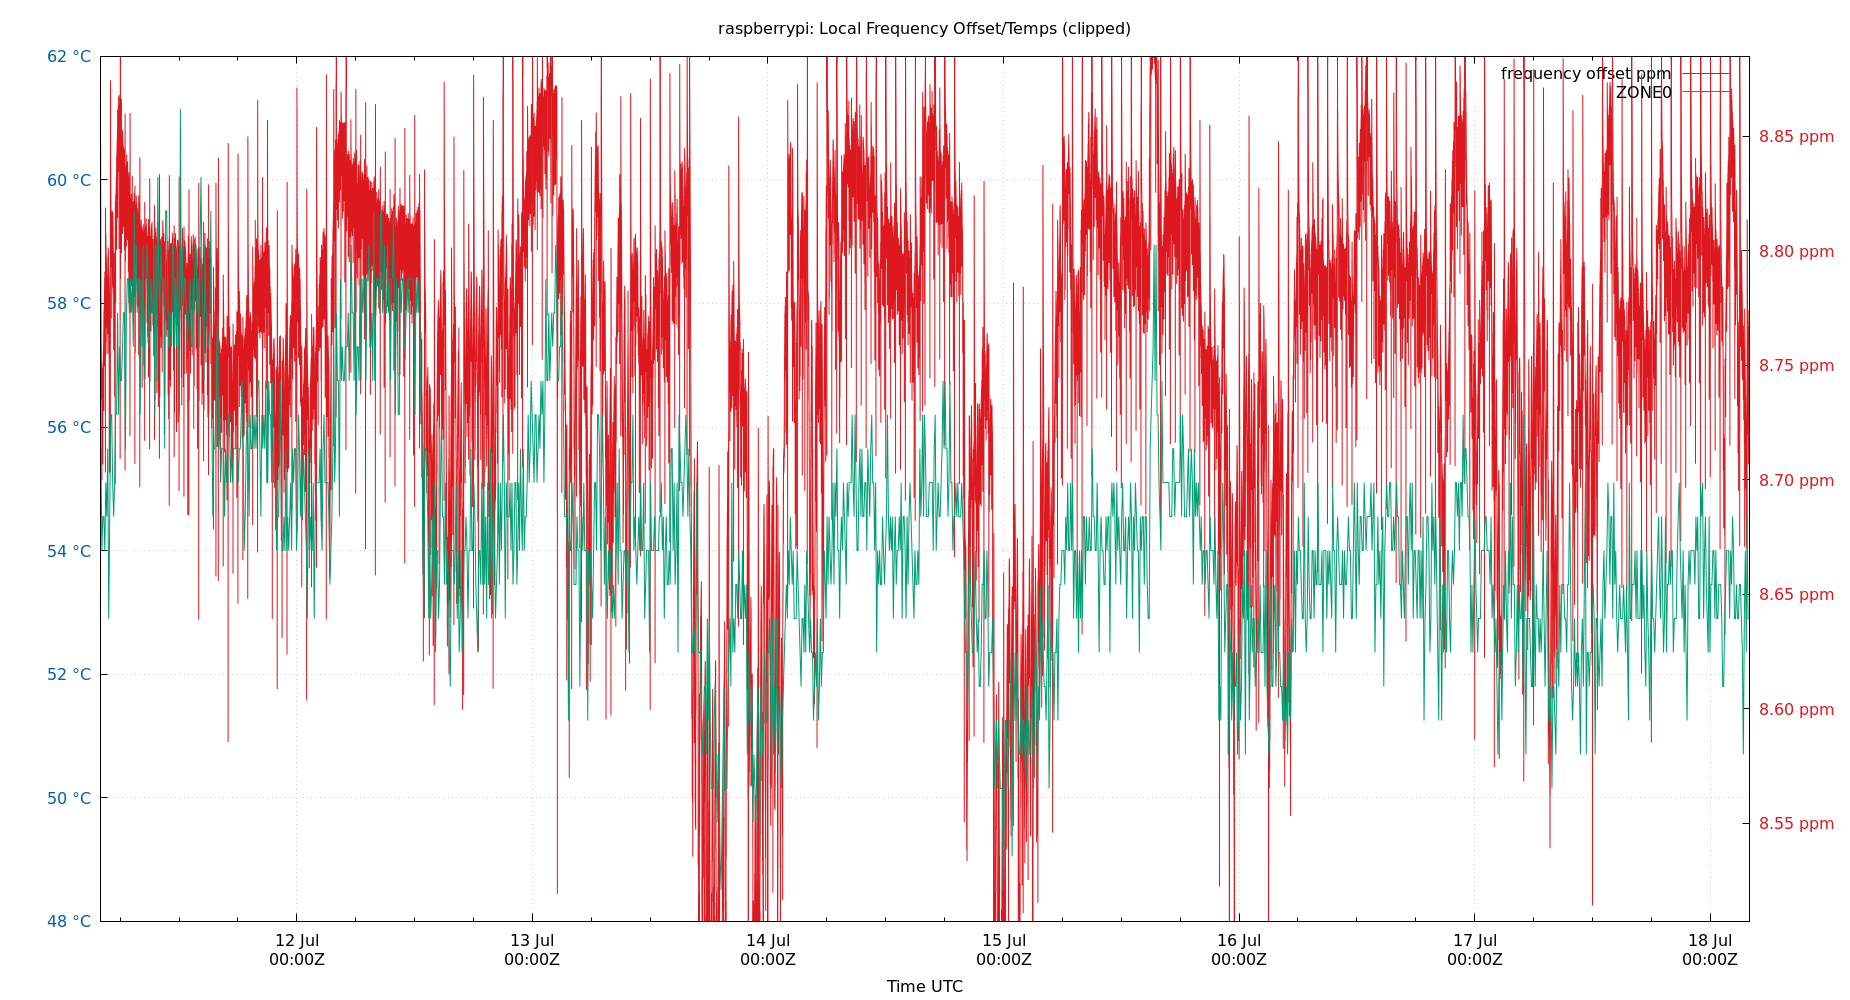 raspberrypi: Local Frequency Offset/Temps (clipped)
62 °C
60 °C
58 °C
56 °C
54 °C
52 °C
50 °C
48 °C
frequency offset ppm
ZONE0
8.85 ppm
8.80 ppm
8.75 ppm
8.70 ppm
8.65 ppm
8.60 ppm
8.55 ppm
12 Jul
00:00Z
13 Jul
00:00Z
14 Jul
00:00Z
15 Jul
00:00Z
16 Jul
00:00Z
17 Jul
00:00Z
18 Jul
00:00Z
Time UTC